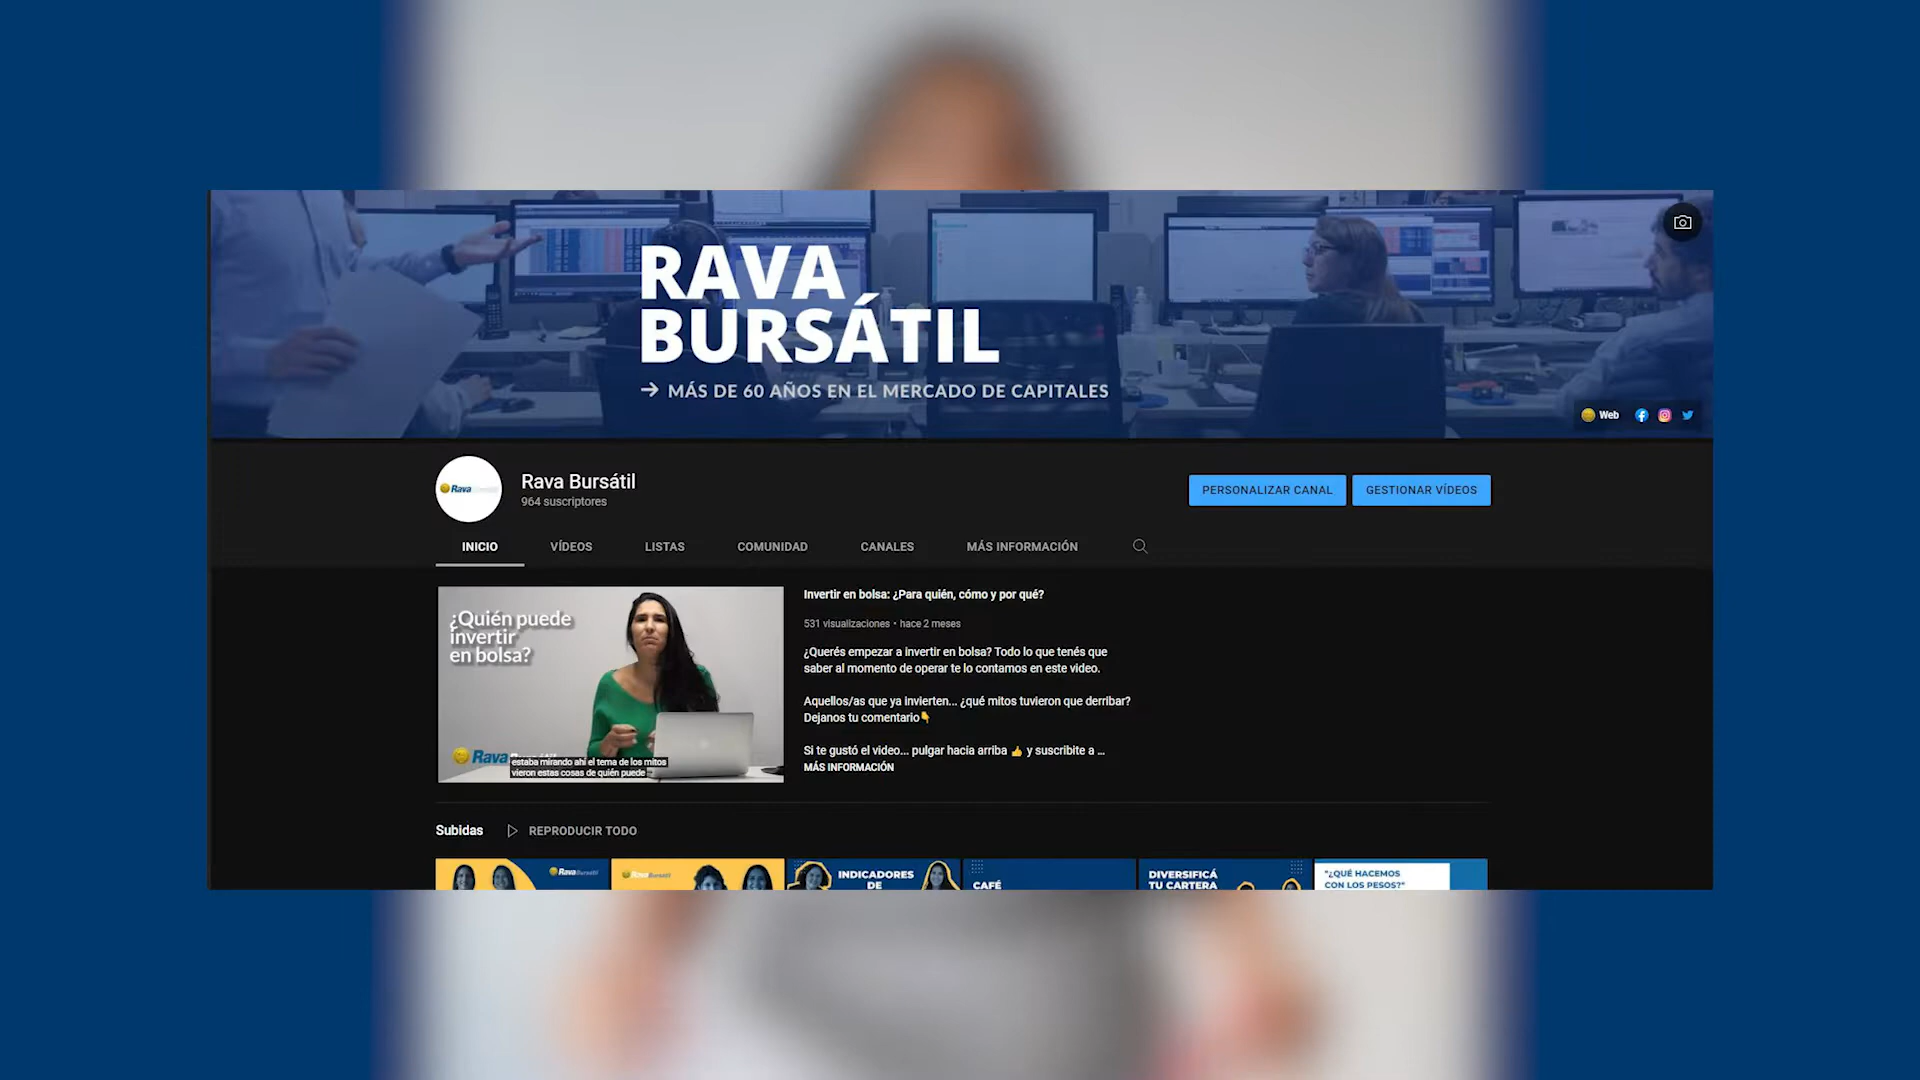 RAVA
BURSÁTIL
→ MÁS DE 60 AÑOS EN EL MERCADO DE CAPITALES
Web
Rava
Rava Bursátil
964 suscriptores
PERSONALIZAR CANAL
GESTIONAR VÍDEOS
INICIO
VÍDEOS
LISTAS
COMUNIDAD
CANALES
MÁS INFORMACIÓN
¿Quién puede
invertir
en bolsa?
Rava
estaba mirando ahí el tema de los mitos
vieron estas cosas de quién puede
Invertir en bolsa: ¿Para quién, cómo y por qué?
531 visualizaciones • hace 2 meses
¿Querés empezar a invertir en bolsa? Todo lo que tenés que
saber al momento de operar te lo contamos en este video.
Aquellos/as que ya invierten... ¿qué mitos tuvieron que derribar?
Dejanos tu comentario👇
Si te gustó el video... pulgar hacia arriba 👍 y suscribite a ...
MÁS INFORMACIÓN
Subidas
REPRODUCIR TODO
Rava Bursátil
Rava Bursátil
INDICADORES
DE
CAFÉ
DIVERSIFICÁ
TU CARTERA
"¿QUÉ HACEMOS
CON LOS PESOS?"